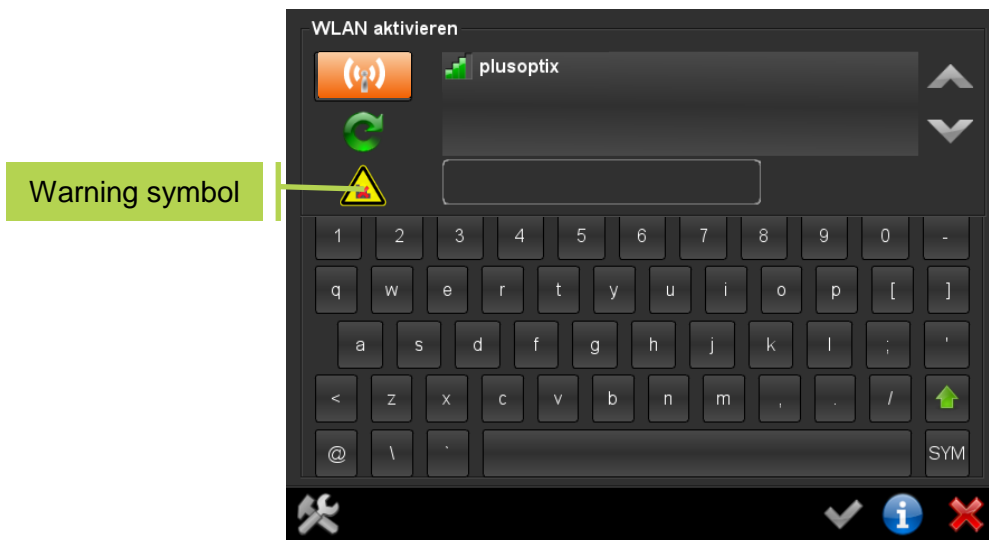 WLAN aktivieren
plusoptix
Warning symbol
1 2 3 4 5 6 7 8 9 0 -
q w e r t y u i o p [ ]
a s d f g h j k l ; '
< z x c v b n m , . /
@ \ ` SYM